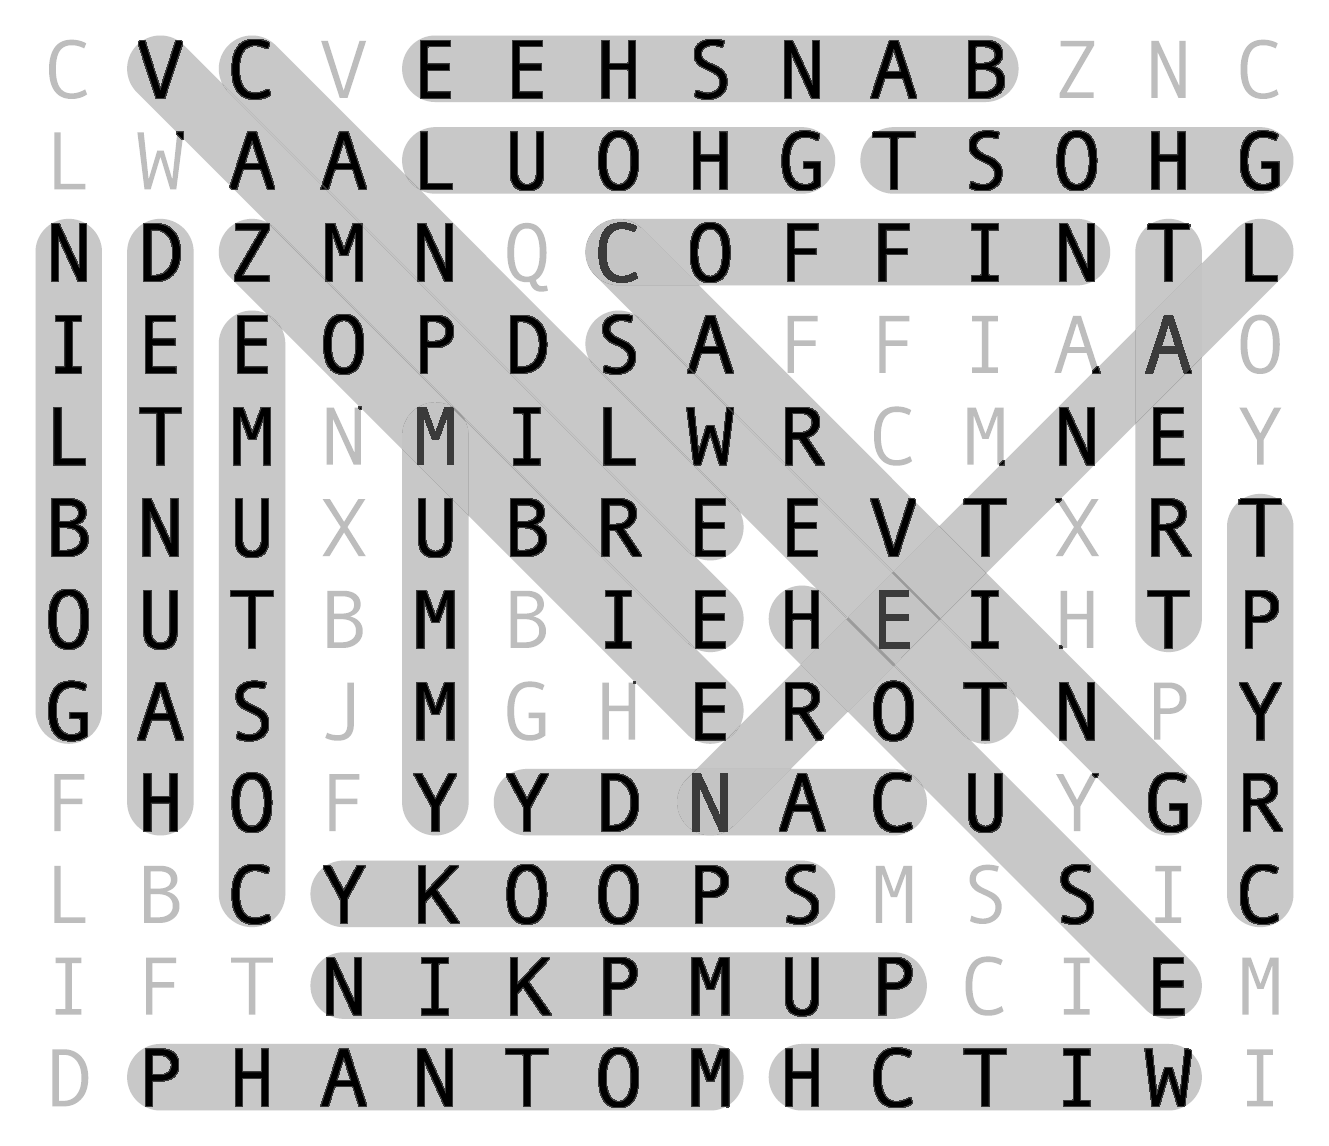 C V C V E E H S N A B Z N C
L W A A L U O H G T S O H G
N D Z M N Q C O F F I N T L
I E E O P D S A F F I A A O
L T M N M I L W R C M N E Y
B N U X U B R E E V T X R T
O U T B M B I E H E I H T P
G A S J M G H E R O T N P Y
F H O F Y Y D N A C U Y G R
L B C Y K O O P S M S S I C
I F T N I K P M U P C I E M
D P H A N T O M H C T I W I